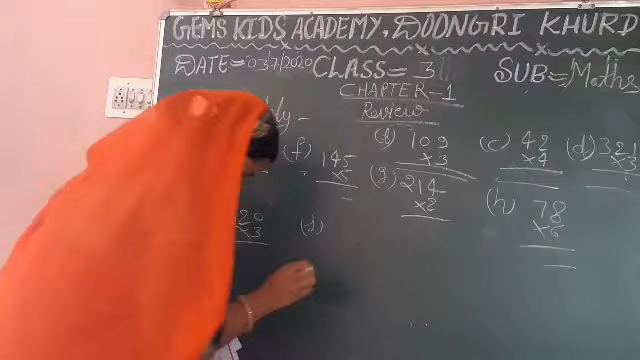 GEMS KIDS ACADEMY, DOONGRI KHURD
DATE= 03/7/2020 CLASS= 3 SUB= Maths
CHAPTER-1
Review
(b) 109
×3
(c) 42
×4
(d) 321
×3
(f) 145
×5
(g) 214
×2
(h) 78
×6
20
×3
(j)